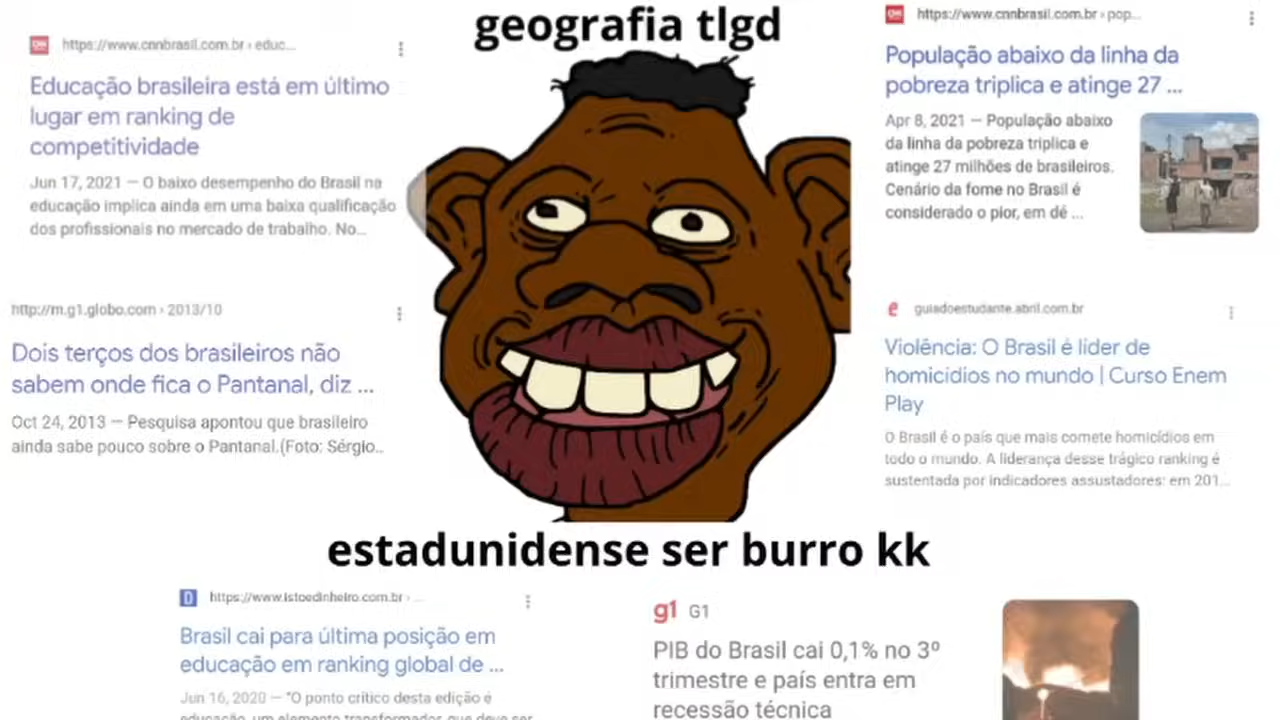 geografia tlgd
https://www.cnnbrasil.com.br › educ...
Educação brasileira está em último
lugar em ranking de
competitividade
Jun 17, 2021 — O baixo desempenho do Brasil na
educação implica ainda em uma baixa qualificação
dos profissionais no mercado de trabalho. No...
https://www.cnnbrasil.com.br › pop...
População abaixo da linha da
pobreza triplica e atinge 27 ...
Apr 8, 2021 — População abaixo
da linha da pobreza triplica e
atinge 27 milhões de brasileiros.
Cenário da fome no Brasil é
considerado o pior, em dé ...
http://m.g1.globo.com › 2013/10
Dois terços dos brasileiros não
sabem onde fica o Pantanal, diz ...
Oct 24, 2013 — Pesquisa apontou que brasileiro
ainda sabe pouco sobre o Pantanal.(Foto: Sérgio..
guiadoestudante.abril.com.br
Violência: O Brasil é líder de
homicídios no mundo | Curso Enem
Play
O Brasil é o país que mais comete homicídios em
todo o mundo. A liderança desse trágico ranking é
sustentada por indicadores assustadores: em 201...
estadunidense ser burro kk
https://www.istoedinheiro.com.br › ...
Brasil cai para última posição em
educação em ranking global de ...
Jun 16, 2020 — "O ponto crítico desta edição é
educação, um elemento transformador, que deve ser
g1 G1
PIB do Brasil cai 0,1% no 3º
trimestre e país entra em
recessão técnica